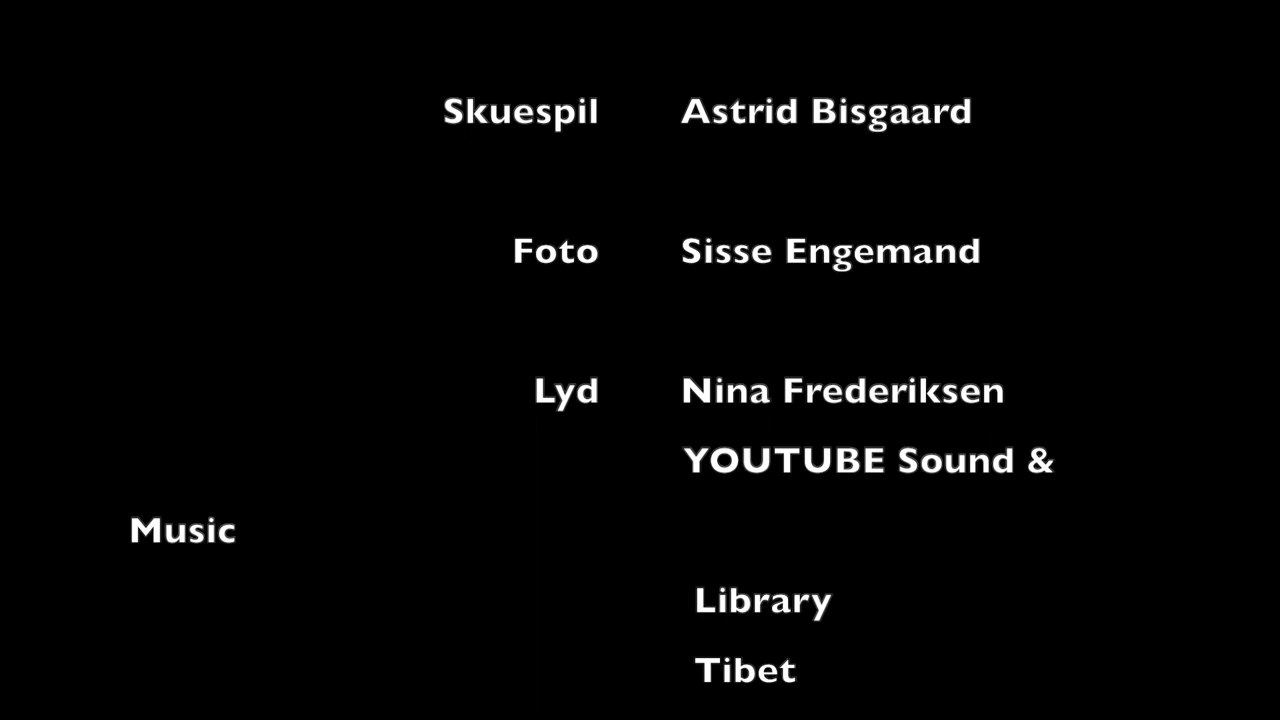 Skuespil Astrid Bisgaard
Foto Sisse Engemand
Lyd Nina Frederiksen
YOUTUBE Sound &
Music
Library
Tibet